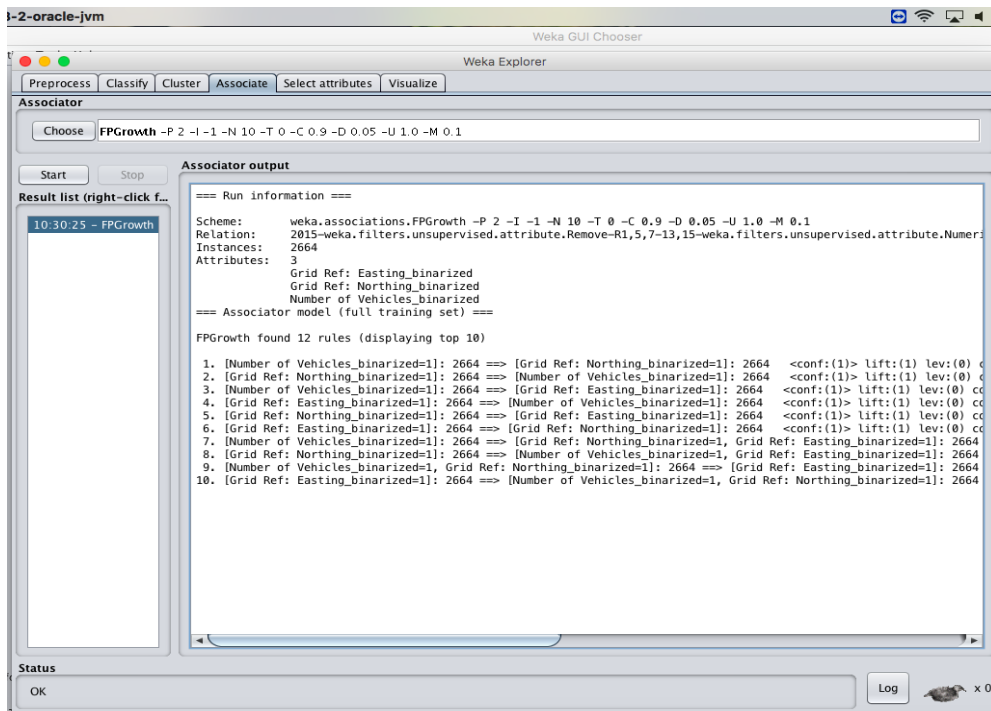 3-2-oracle-jvm
Weka GUI Chooser
Weka Explorer
Preprocess Classify Cluster Associate Select attributes Visualize
Associator
Choose FPGrowth -P 2 -I -1 -N 10 -T 0 -C 0.9 -D 0.05 -U 1.0 -M 0.1
Start Stop
Result list (right-click f...
10:30:25 - FPGrowth
Associator output
=== Run information ===
Scheme: weka.associations.FPGrowth -P 2 -I -1 -N 10 -T 0 -C 0.9 -D 0.05 -U 1.0 -M 0.1
Relation: 2015-weka.filters.unsupervised.attribute.Remove-R1,5,7-13,15-weka.filters.unsupervised.attribute.Numeri
Instances: 2664
Attributes: 3
Grid Ref: Easting_binarized
Grid Ref: Northing_binarized
Number of Vehicles_binarized
=== Associator model (full training set) ===
FPGrowth found 12 rules (displaying top 10)
1. [Number of Vehicles_binarized=1]: 2664 ==> [Grid Ref: Northing_binarized=1]: 2664 <conf:(1)> lift:(1) lev:(0) c
2. [Grid Ref: Northing_binarized=1]: 2664 ==> [Number of Vehicles_binarized=1]: 2664 <conf:(1)> lift:(1) lev:(0) c
3. [Number of Vehicles_binarized=1]: 2664 ==> [Grid Ref: Easting_binarized=1]: 2664 <conf:(1)> lift:(1) lev:(0) co
4. [Grid Ref: Easting_binarized=1]: 2664 ==> [Number of Vehicles_binarized=1]: 2664 <conf:(1)> lift:(1) lev:(0) co
5. [Grid Ref: Northing_binarized=1]: 2664 ==> [Grid Ref: Easting_binarized=1]: 2664 <conf:(1)> lift:(1) lev:(0) co
6. [Grid Ref: Easting_binarized=1]: 2664 ==> [Grid Ref: Northing_binarized=1]: 2664 <conf:(1)> lift:(1) lev:(0) co
7. [Number of Vehicles_binarized=1]: 2664 ==> [Grid Ref: Northing_binarized=1, Grid Ref: Easting_binarized=1]: 2664
8. [Grid Ref: Northing_binarized=1]: 2664 ==> [Number of Vehicles_binarized=1, Grid Ref: Easting_binarized=1]: 2664
9. [Number of Vehicles_binarized=1, Grid Ref: Northing_binarized=1]: 2664 ==> [Grid Ref: Easting_binarized=1]: 2664
10. [Grid Ref: Easting_binarized=1]: 2664 ==> [Number of Vehicles_binarized=1, Grid Ref: Northing_binarized=1]: 2664
Status
OK
Log
x 0